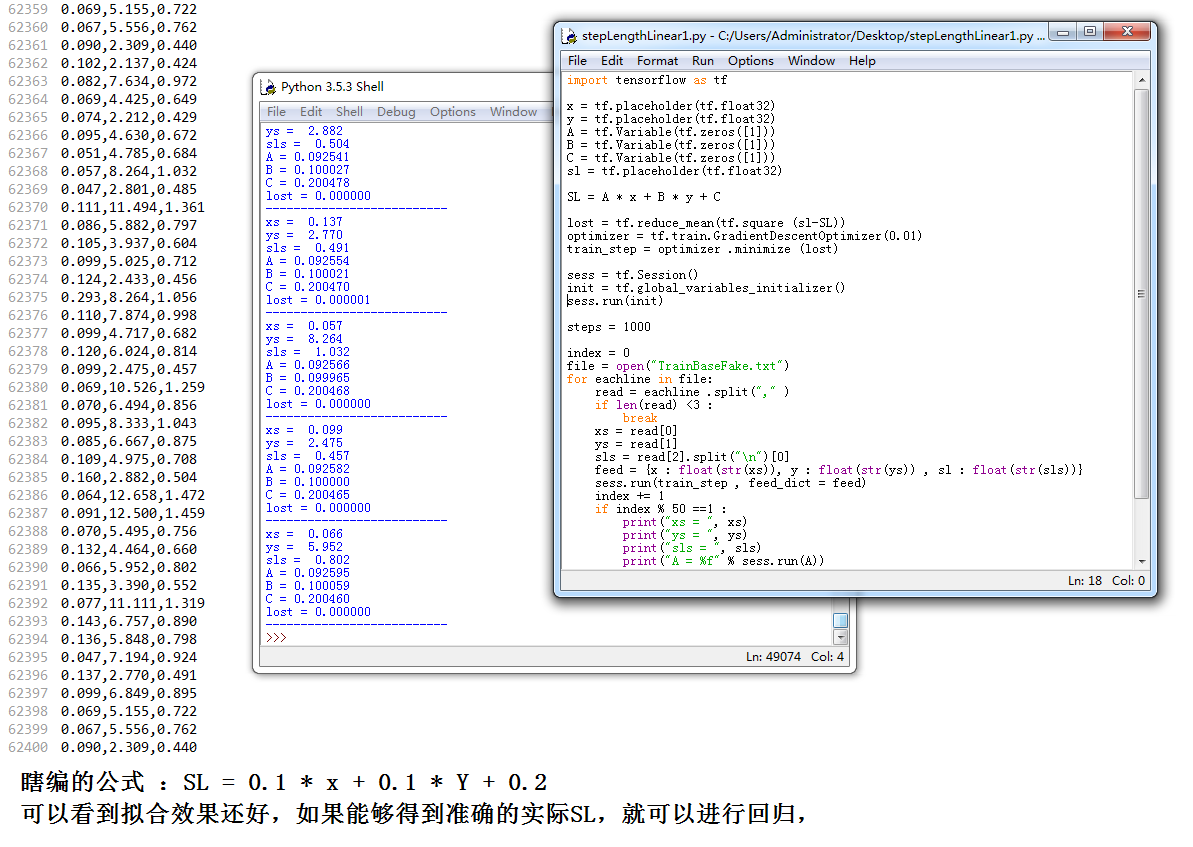 62359 0.069,5.155,0.722
62360 0.067,5.556,0.762
62361 0.090,2.309,0.440
62362 0.102,2.137,0.424
62363 0.082,7.634,0.972
62364 0.069,4.425,0.649
62365 0.074,2.212,0.429
62366 0.095,4.630,0.672
62367 0.051,4.785,0.684
62368 0.057,8.264,1.032
62369 0.047,2.801,0.485
62370 0.111,11.494,1.361
62371 0.086,5.882,0.797
62372 0.105,3.937,0.604
62373 0.099,5.025,0.712
62374 0.124,2.433,0.456
62375 0.293,8.264,1.056
62376 0.110,7.874,0.998
62377 0.099,4.717,0.682
62378 0.120,6.024,0.814
62379 0.099,2.475,0.457
62380 0.069,10.526,1.259
62381 0.070,6.494,0.856
62382 0.095,8.333,1.043
62383 0.085,6.667,0.875
62384 0.109,4.975,0.708
62385 0.160,2.882,0.504
62386 0.064,12.658,1.472
62387 0.091,12.500,1.459
62388 0.070,5.495,0.756
62389 0.132,4.464,0.660
62390 0.066,5.952,0.802
62391 0.135,3.390,0.552
62392 0.077,11.111,1.319
62393 0.143,6.757,0.890
62394 0.136,5.848,0.798
62395 0.047,7.194,0.924
62396 0.137,2.770,0.491
62397 0.099,6.849,0.895
62398 0.069,5.155,0.722
62399 0.067,5.556,0.762
62400 0.090,2.309,0.440
Python 3.5.3 Shell
File Edit Shell Debug Options Window
ys =  2.882
sls =  0.504
A = 0.092541
B = 0.100027
C = 0.200478
lost = 0.000000
--------------------------
xs =  0.137
ys =  2.770
sls =  0.491
A = 0.092554
B = 0.100021
C = 0.200470
lost = 0.000001
--------------------------
xs =  0.057
ys =  8.264
sls =  1.032
A = 0.092566
B = 0.099965
C = 0.200468
lost = 0.000000
--------------------------
xs =  0.099
ys =  2.475
sls =  0.457
A = 0.092582
B = 0.100000
C = 0.200465
lost = 0.000000
--------------------------
xs =  0.066
ys =  5.952
sls =  0.802
A = 0.092595
B = 0.100059
C = 0.200460
lost = 0.000000
--------------------------
>>>
Ln: 49074 Col: 4
stepLengthLinear1.py - C:/Users/Administrator/Desktop/stepLengthLinear1.py ...
File Edit Format Run Options Window Help
import tensorflow as tf
x = tf.placeholder(tf.float32)
y = tf.placeholder(tf.float32)
A = tf.Variable(tf.zeros([1]))
B = tf.Variable(tf.zeros([1]))
C = tf.Variable(tf.zeros([1]))
sl = tf.placeholder(tf.float32)
SL = A * x + B * y + C
lost = tf.reduce_mean(tf.square (sl-SL))
optimizer = tf.train.GradientDescentOptimizer(0.01)
train_step = optimizer .minimize (lost)
sess = tf.Session()
init = tf.global_variables_initializer()
sess.run(init)
steps = 1000
index = 0
file = open("TrainBaseFake.txt")
for eachline in file:
    read = eachline .split("," )
    if len(read) <3 :
        break
    xs = read[0]
    ys = read[1]
    sls = read[2].split("\n")[0]
    feed = {x : float(str(xs)), y : float(str(ys)) , sl : float(str(sls))}
    sess.run(train_step , feed_dict = feed)
    index += 1
    if index % 50 ==1 :
        print("xs = ", xs)
        print("ys = ", ys)
        print("sls = ", sls)
        print("A = %f" % sess.run(A))
Ln: 18 Col: 0
瞎编的公式 ：SL = 0.1 * x + 0.1 * Y + 0.2
可以看到拟合效果还好，如果能够得到准确的实际SL，就可以进行回归，